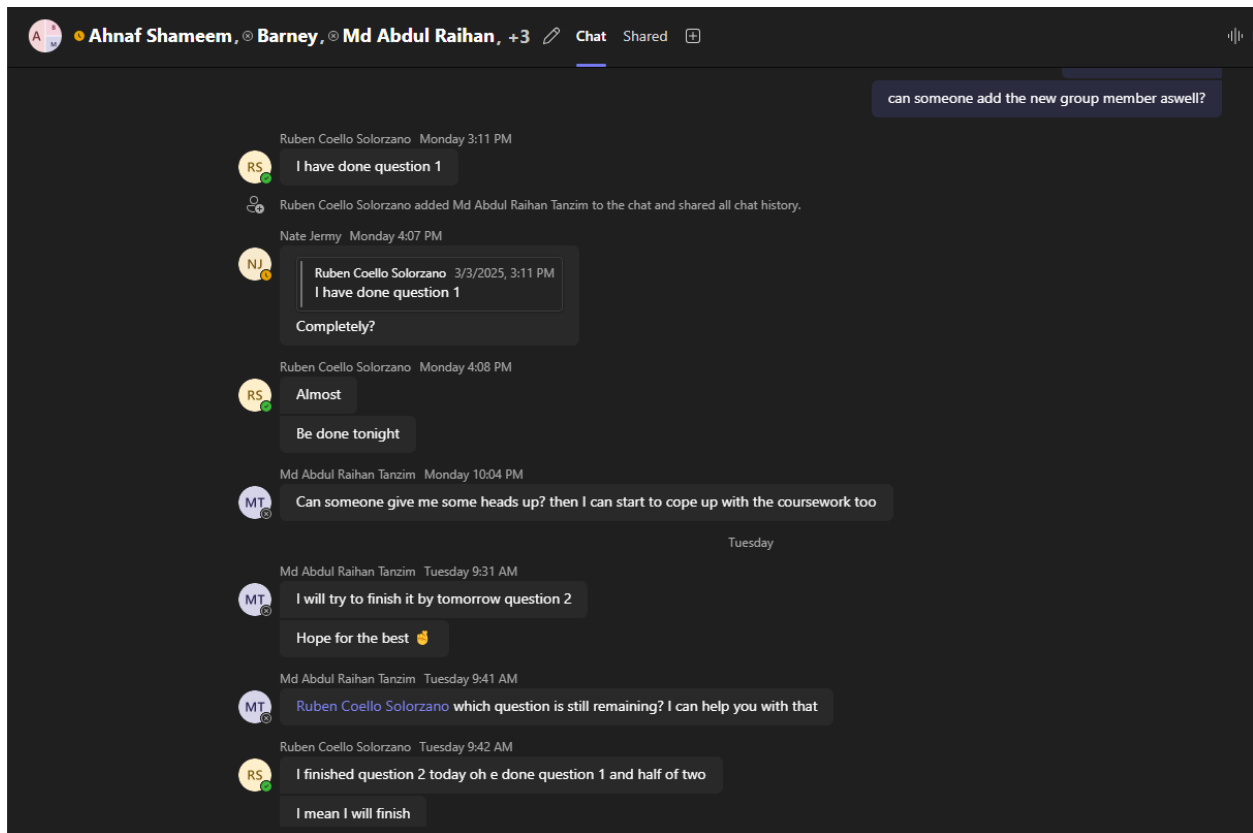 A
B
M
Ahnaf Shameem, Barney, Md Abdul Raihan, +3 Chat Shared
can someone add the new group member aswell?
Ruben Coello Solorzano Monday 3:11 PM
RS
I have done question 1
Ruben Coello Solorzano added Md Abdul Raihan Tanzim to the chat and shared all chat history.
Nate Jermy Monday 4:07 PM
NJ
Ruben Coello Solorzano 3/3/2025, 3:11 PM
I have done question 1
Completely?
Ruben Coello Solorzano Monday 4:08 PM
RS
Almost
Be done tonight
Md Abdul Raihan Tanzim Monday 10:04 PM
MT
Can someone give me some heads up? then I can start to cope up with the coursework too
Tuesday
Md Abdul Raihan Tanzim Tuesday 9:31 AM
MT
I will try to finish it by tomorrow question 2
Hope for the best 🤞
Md Abdul Raihan Tanzim Tuesday 9:41 AM
MT
Ruben Coello Solorzano which question is still remaining? I can help you with that
Ruben Coello Solorzano Tuesday 9:42 AM
RS
I finished question 2 today oh e done question 1 and half of two
I mean I will finish